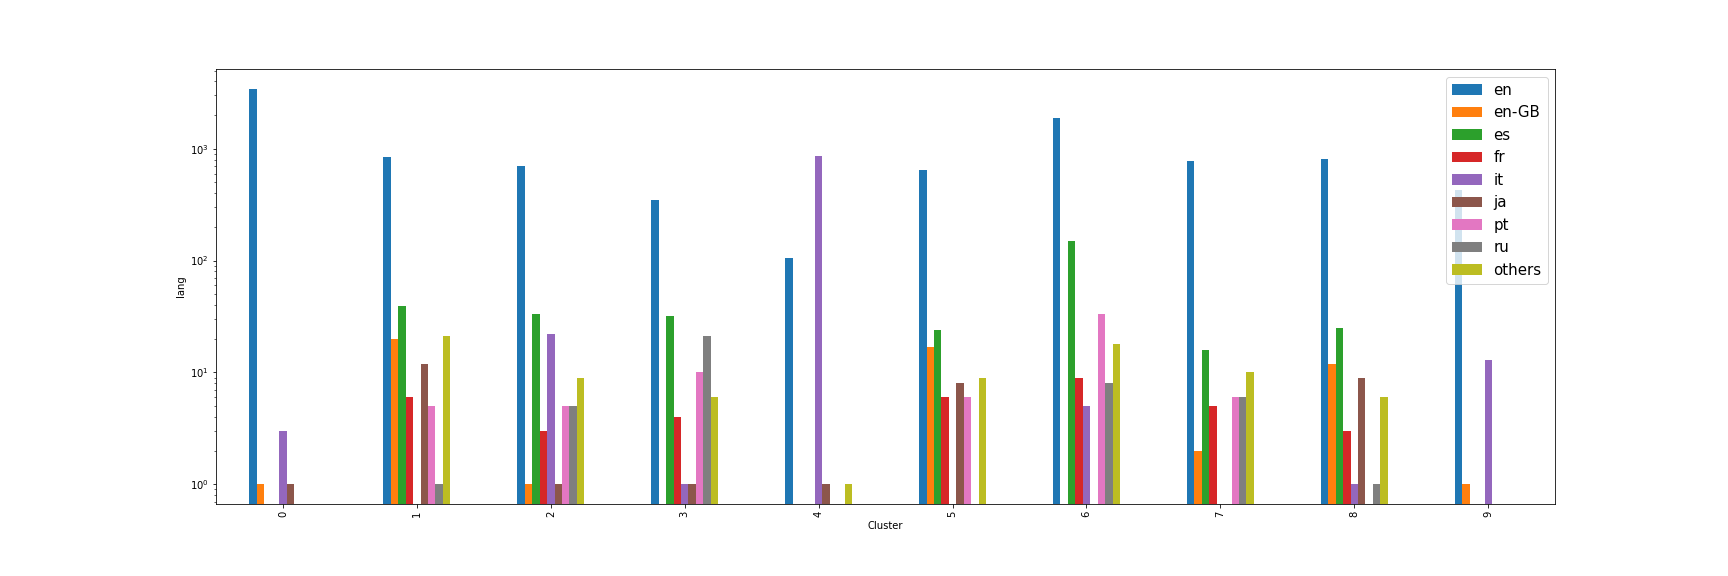 10³
10²
10¹
10⁰
lang
0 1 2 3 4 5 6 7 8 9
Cluster
en
en-GB
es
fr
it
ja
pt
ru
others